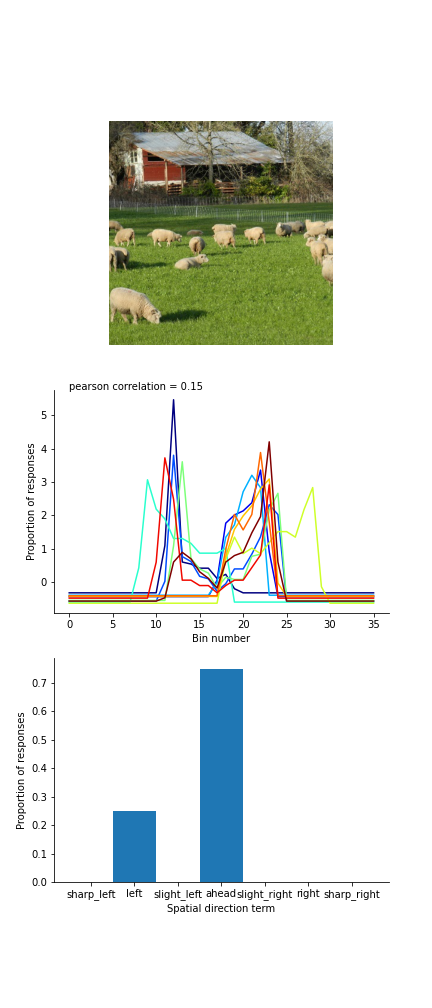 pearson correlation = 0.15
Proportion of responses
5
4
3
2
1
0
0 5 10 15 20 25 30 35
Bin number
Proportion of responses
0.7
0.6
0.5
0.4
0.3
0.2
0.1
0.0
sharp_left left slight_left ahead slight_right right sharp_right
Spatial direction term